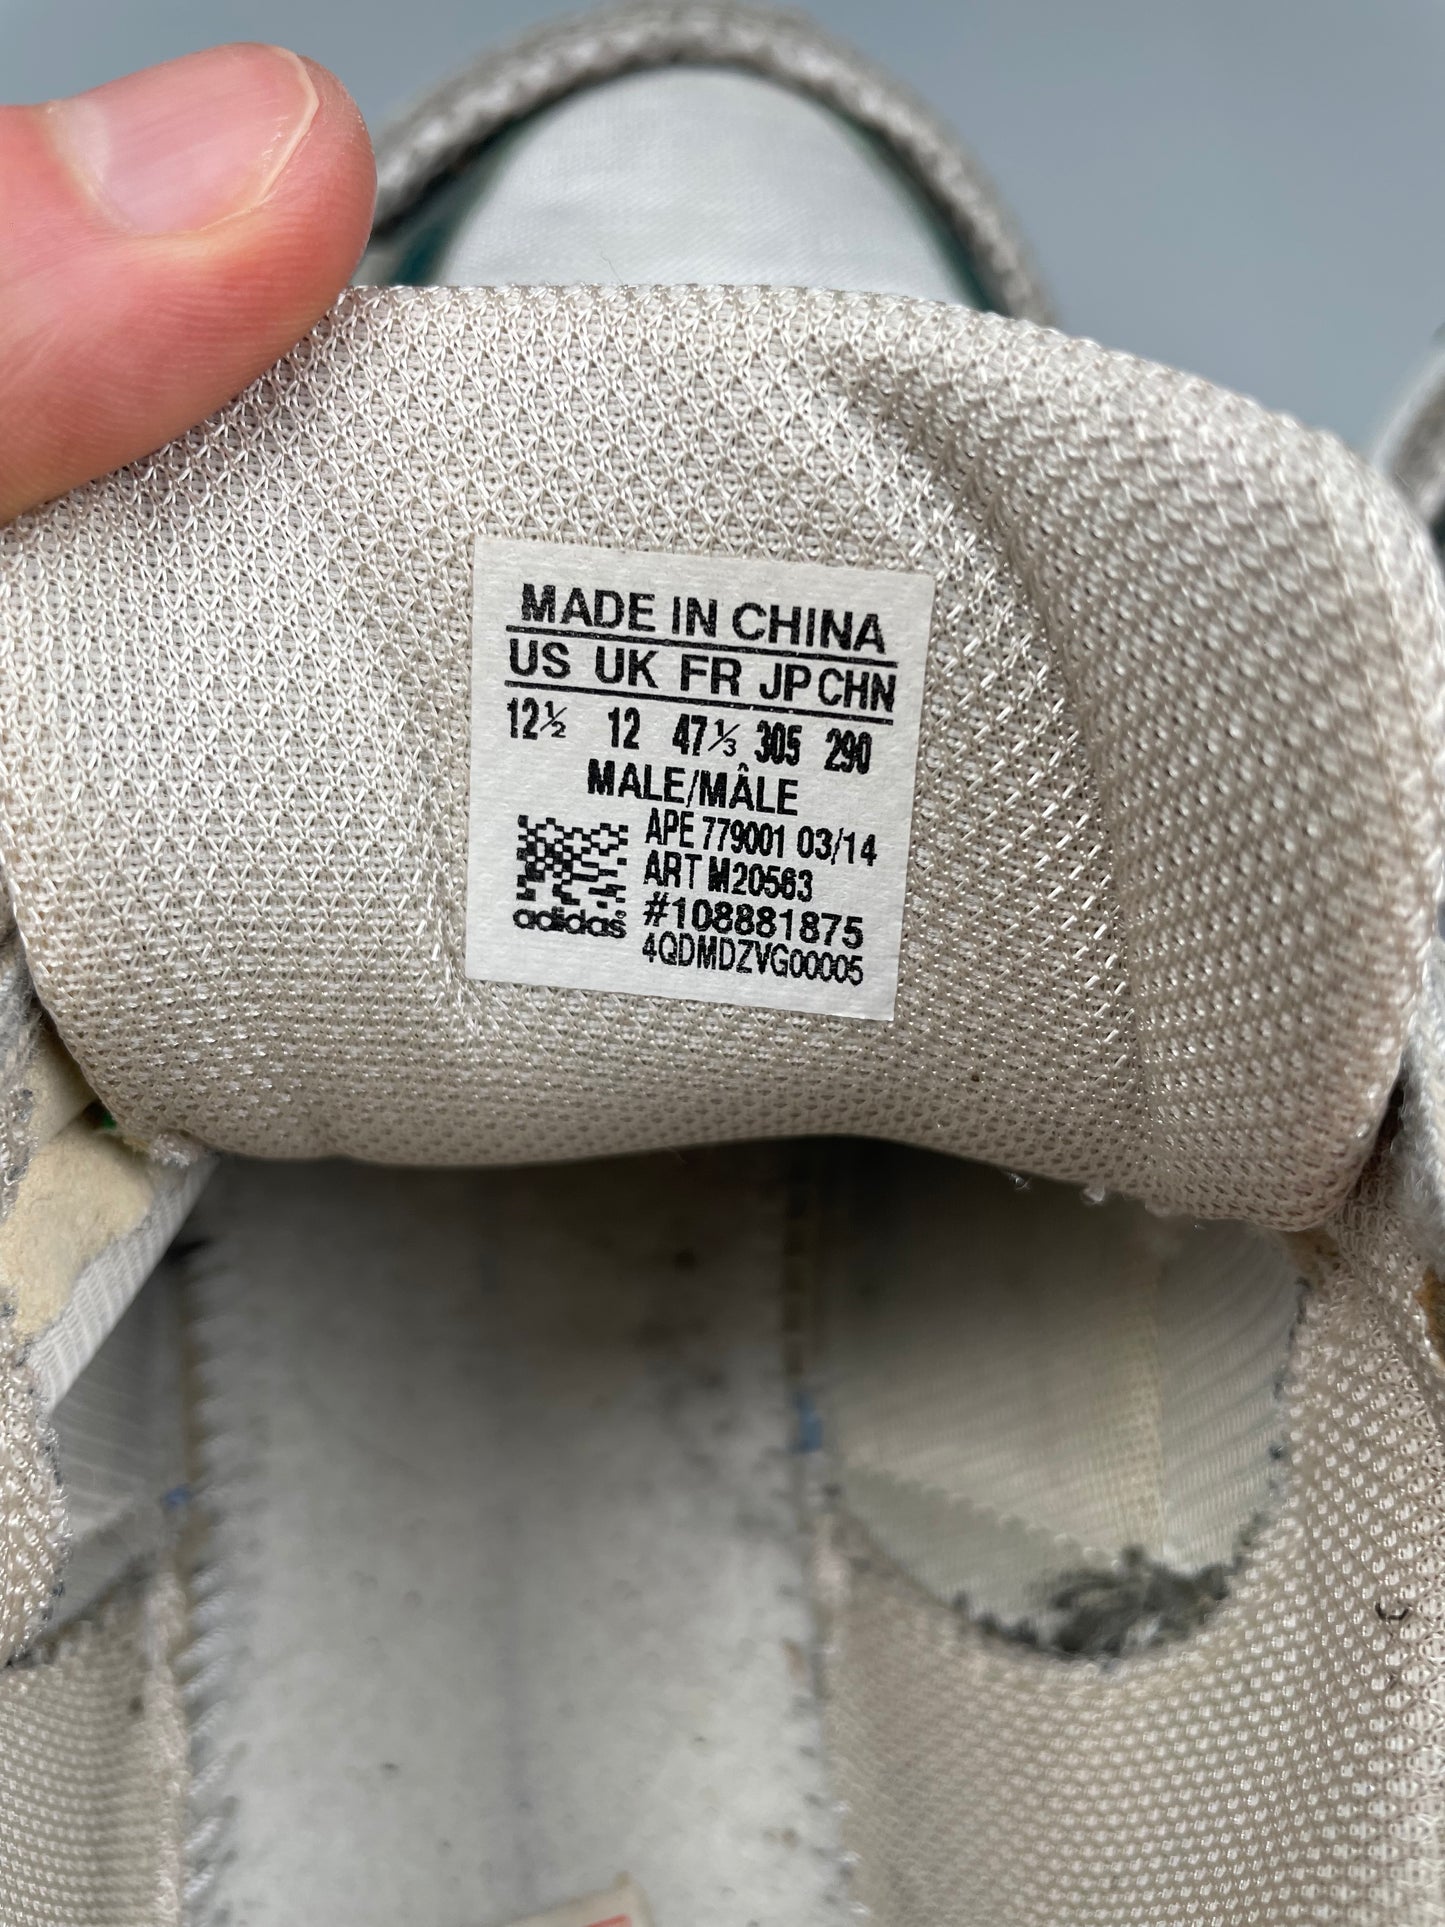 MADE IN CHINA
US UK FR JP CHN
12½ 12 47⅓ 305 290
MALE/MÂLE
APE 779001 03/14
ART M20563
#108881875
adidas®
4QDMDZVG00005